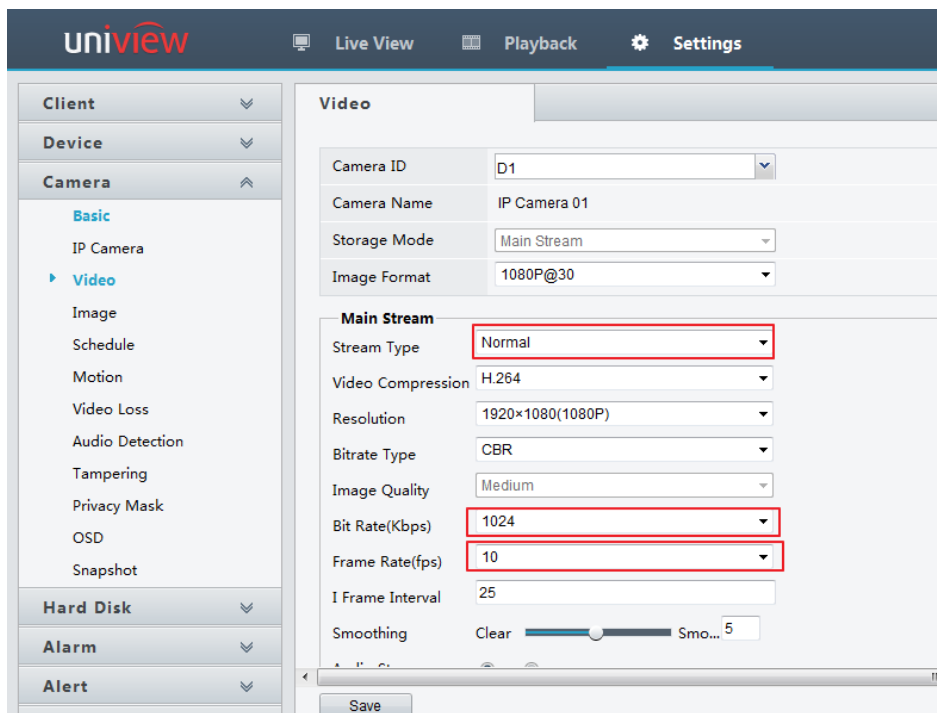 uniview
Live View Playback Settings
Client
Device
Camera
Basic
IP Camera
Video
Image
Schedule
Motion
Video Loss
Audio Detection
Tampering
Privacy Mask
OSD
Snapshot
Hard Disk
Alarm
Alert
Video
Camera ID D1
Camera Name IP Camera 01
Storage Mode Main Stream
Image Format 1080P@30
Main Stream
Stream Type Normal
Video Compression H.264
Resolution 1920×1080(1080P)
Bitrate Type CBR
Image Quality Medium
Bit Rate(Kbps) 1024
Frame Rate(fps) 10
I Frame Interval 25
Smoothing Clear Smo... 5
Save